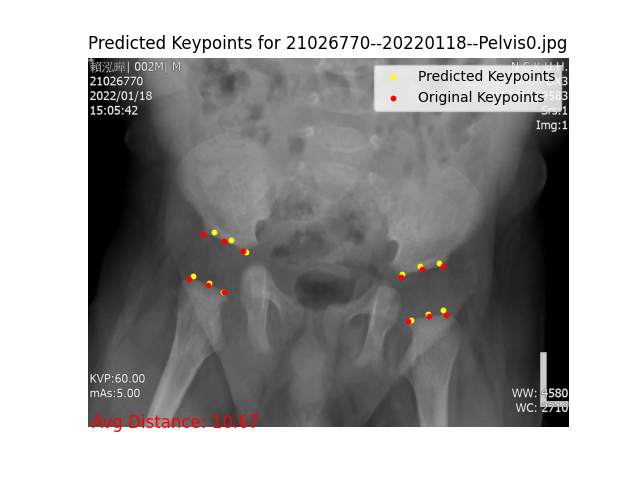 Predicted Keypoints for 21026770--20220118--Pelvis0.jpg
| 002M| M
21026770
2022/01/18
15:05:42
Predicted Keypoints
Original Keypoints
Srs:1
Img:1
KVP:60.00
mAs:5.00
WW: 4580
WC: 2710
Avg Distance: 10.67